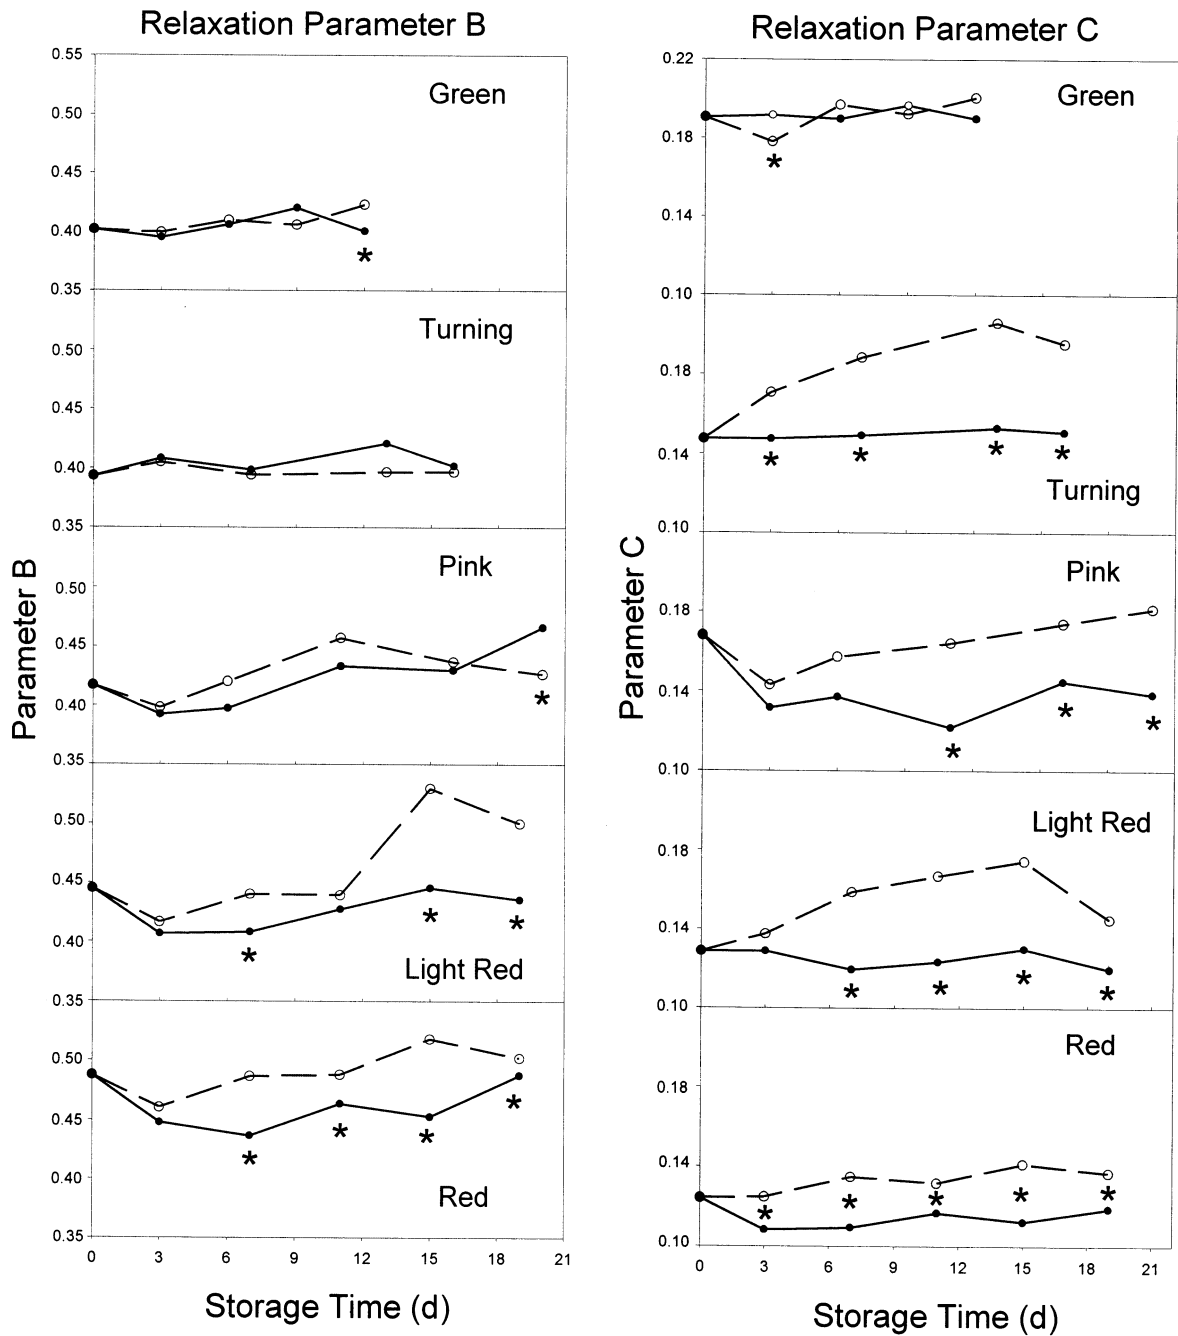 Relaxation Parameter B
0.55
Green
0.50
0.45
0.40
*
0.35
Turning
0.50
0.45
0.40
0.35
Pink
0.50
0.45
0.40
*
0.35
0.50
0.45
* *
0.40
*
Light Red
0.35
0.50
0.45
* * * *
0.40
Red
0.35
0 3 6 9 12 15 18 21
Parameter B
Storage Time (d)
Relaxation Parameter C
0.22
Green
0.18
*
0.14
0.10
0.18
0.14
* * * *
Turning
0.10
Pink
0.18
0.14
* * *
0.10
Light Red
0.18
0.14
* * * *
0.10
Red
0.18
0.14
* * * * *
0.10
0 3 6 9 12 15 18 21
Parameter C
Storage Time (d)